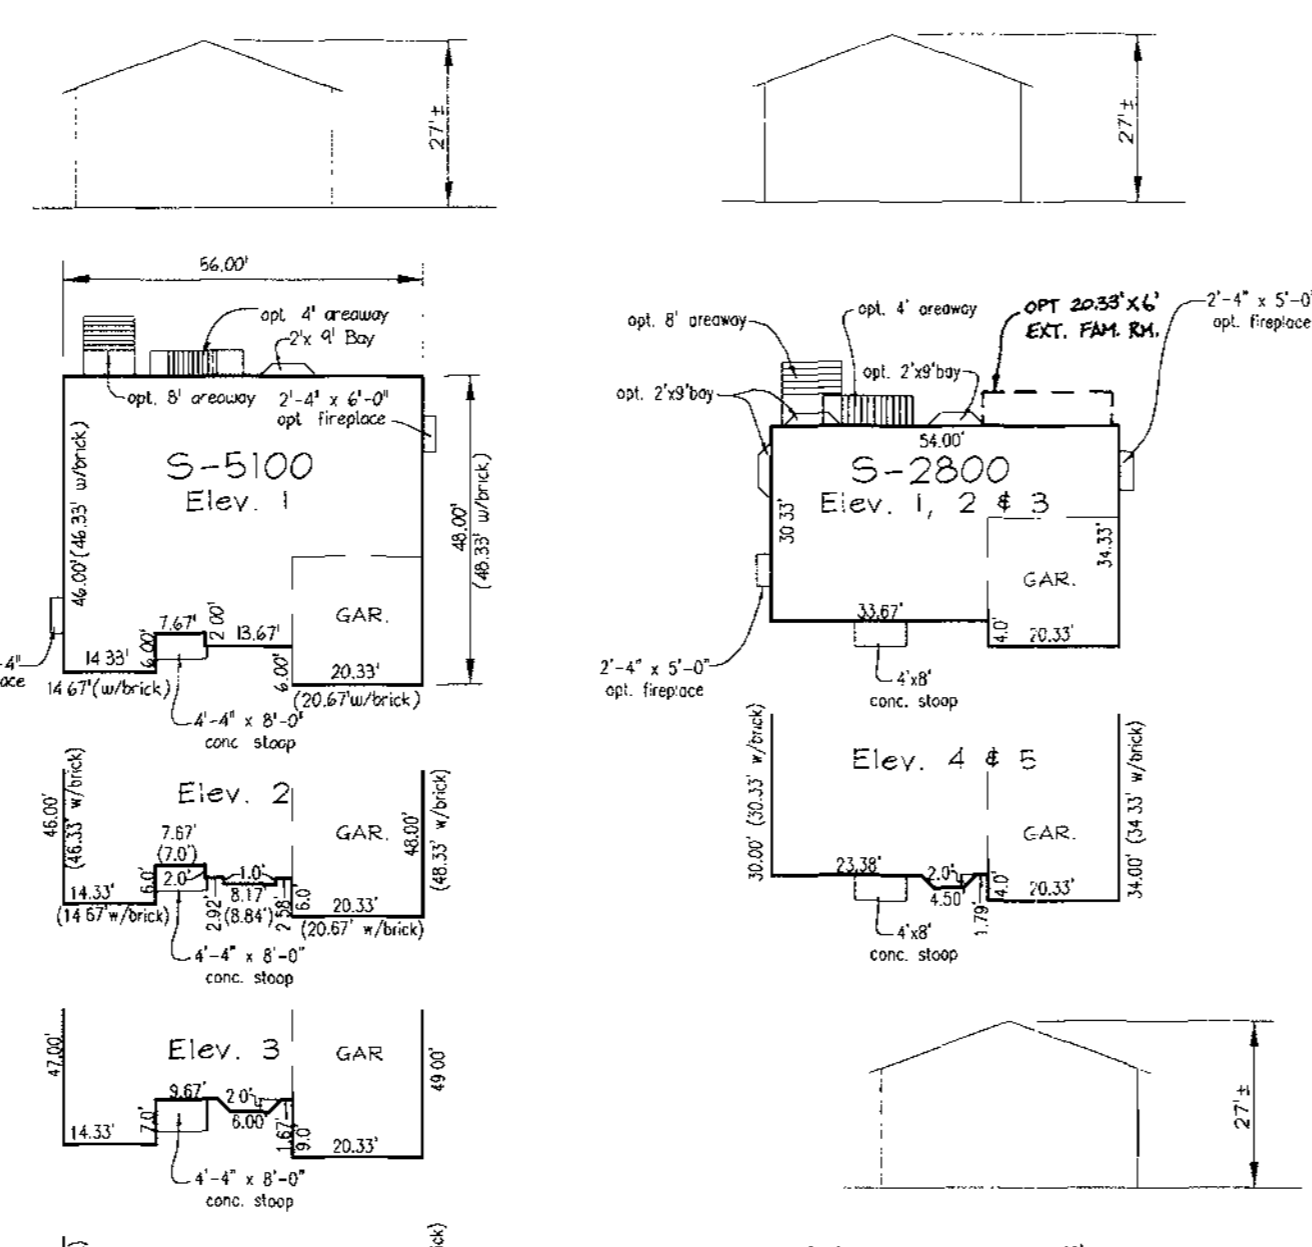 27'±
27'±
56.00'
opt. 4' areaway
2'x 9' Bay
opt. 8' areaway
2'-4" x 6'-0"
opt fireplace
S-5100
Elev. 1
46.00'(46.33' w/brick)
48.00'
(48.33' w/brick)
GAR.
7.67'
2.00'
13.67'
6.00'
14 33'
14 67'(w/brick)
6.00'
20.33'
(20.67'w/brick)
-4"
ace
4'-4" x 8'-0"
conc stoop
opt. 8' areaway
opt. 4' areaway
OPT 20.33'X6'
EXT. FAM. RM.
2'-4" x 5'-0"
opt. fireplace
opt. 2'x9'bay
opt. 2'x9'bay
54.00'
S-2800
Elev. 1, 2 & 3
30 33'
34.33'
GAR.
33.67'
4.0'
20.33'
2'-4" x 5'-0"
opt. fireplace
4'x8'
conc. stoop
Elev. 2
46.00'
(46.33' w/brick)
7.67'
(7.0')
GAR.
48.00'
(48.33' w/brick)
6.0'
2.0'
1.0'
14.33'
(14 67'w/brick)
2.92'
8.17'
(8.84')
2.58'
6.0'
20.33'
(20.67' w/brick)
4'-4" x 8'-0"
conc. stoop
Elev. 4 & 5
30.00' (30.33' w/brick)
34.00' (34 33' w/brick)
GAR.
23.38'
2.0'
4.50'
1.79'
4.0'
20.33'
4'x8'
conc. stoop
Elev. 3
47.00'
GAR
49 00'
9.67'
2 0'
6.00'
7.0'
14.33'
1.67'
9.0'
20.33'
4'-4" x 8'-0"
conc. stoop
27'±
ick)